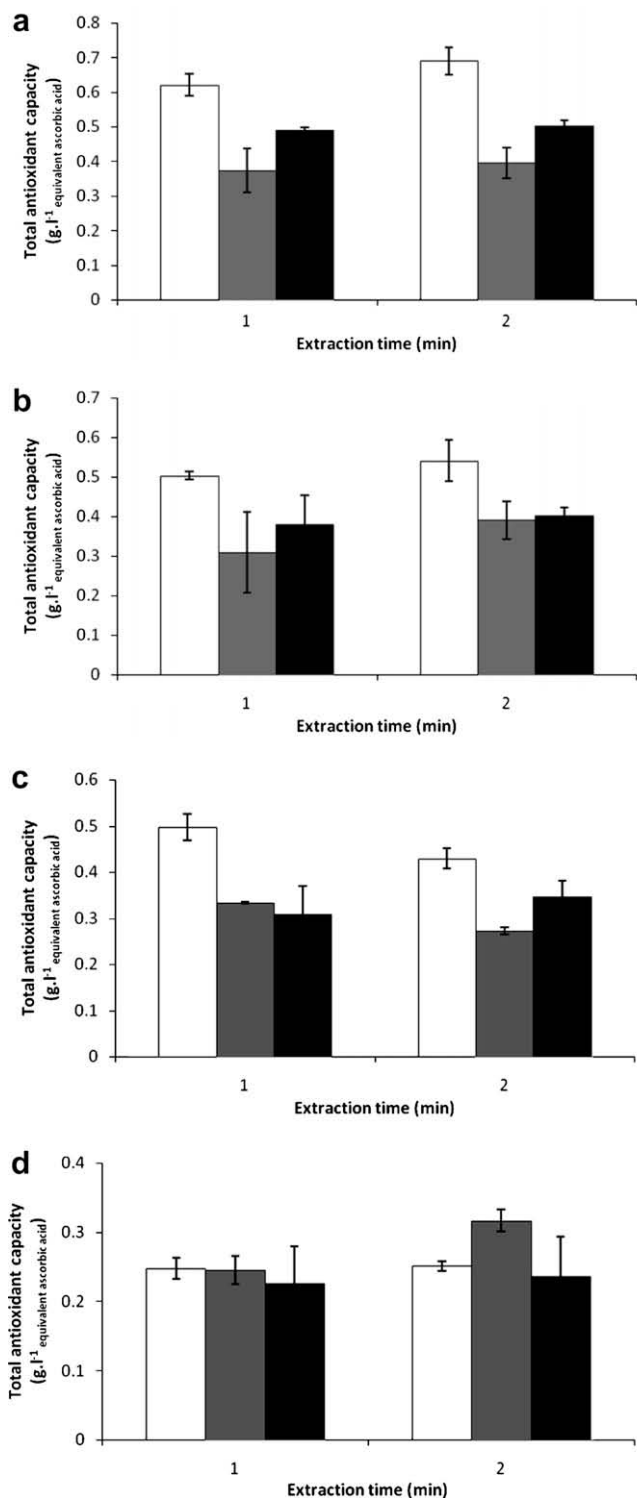 a
Total antioxidant capacity
(g.l-1 equivalent ascorbic acid)
0.8
0.7
0.6
0.5
0.4
0.3
0.2
0.1
0
1
2
Extraction time (min)
b
Total antioxidant capacity
(g.l-1 equivalent ascorbic acid)
0.7
0.6
0.5
0.4
0.3
0.2
0.1
0
1
2
Extraction time (min)
c
Total antioxidant capacity
(g.l-1 equivalent ascorbic acid)
0.6
0.5
0.4
0.3
0.2
0.1
0
1
2
Extraction time (min)
d
Total antioxidant capacity
(g.l-1 equivalent ascorbic acid)
0.4
0.3
0.2
0.1
0
1
2
Extraction time (min)